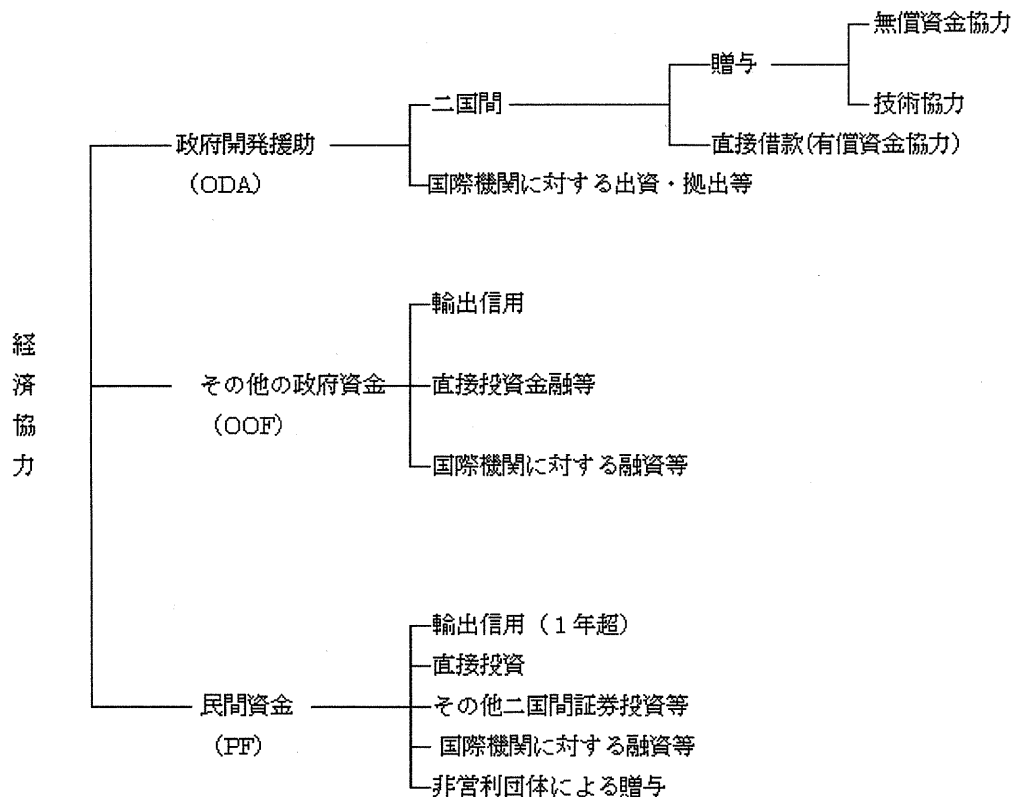 経済協力
政府開発援助
(ODA)
二国間
贈与
無償資金協力
技術協力
直接借款(有償資金協力)
国際機関に対する出資・拠出等
その他の政府資金
(OOF)
輸出信用
直接投資金融等
国際機関に対する融資等
民間資金
(PF)
輸出信用(1年超)
直接投資
その他二国間証券投資等
国際機関に対する融資等
非営利団体による贈与